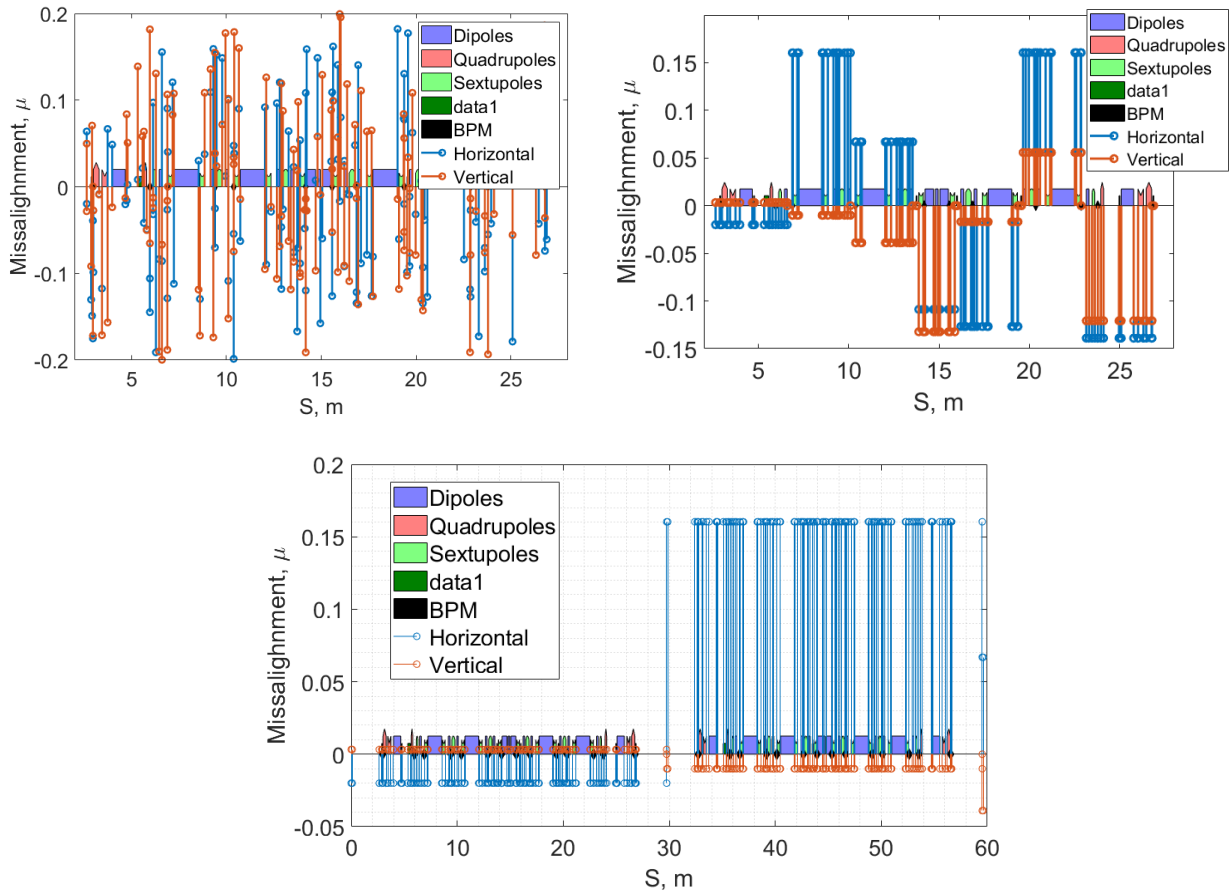 0.2
0.1
0
-0.1
-0.2
Missalighnment, μ
5
10
15
20
25
S, m
Dipoles
Quadrupoles
Sextupoles
data1
BPM
Horizontal
Vertical
0.15
0.1
0.05
0
-0.05
-0.1
-0.15
Missalighnment, μ
5
10
15
20
25
S, m
Dipoles
Quadrupoles
Sextupoles
data1
BPM
Horizontal
Vertical
0.2
0.15
0.1
0.05
0
-0.05
Missalighnment, μ
0
10
20
30
40
50
60
S, m
Dipoles
Quadrupoles
Sextupoles
data1
BPM
Horizontal
Vertical